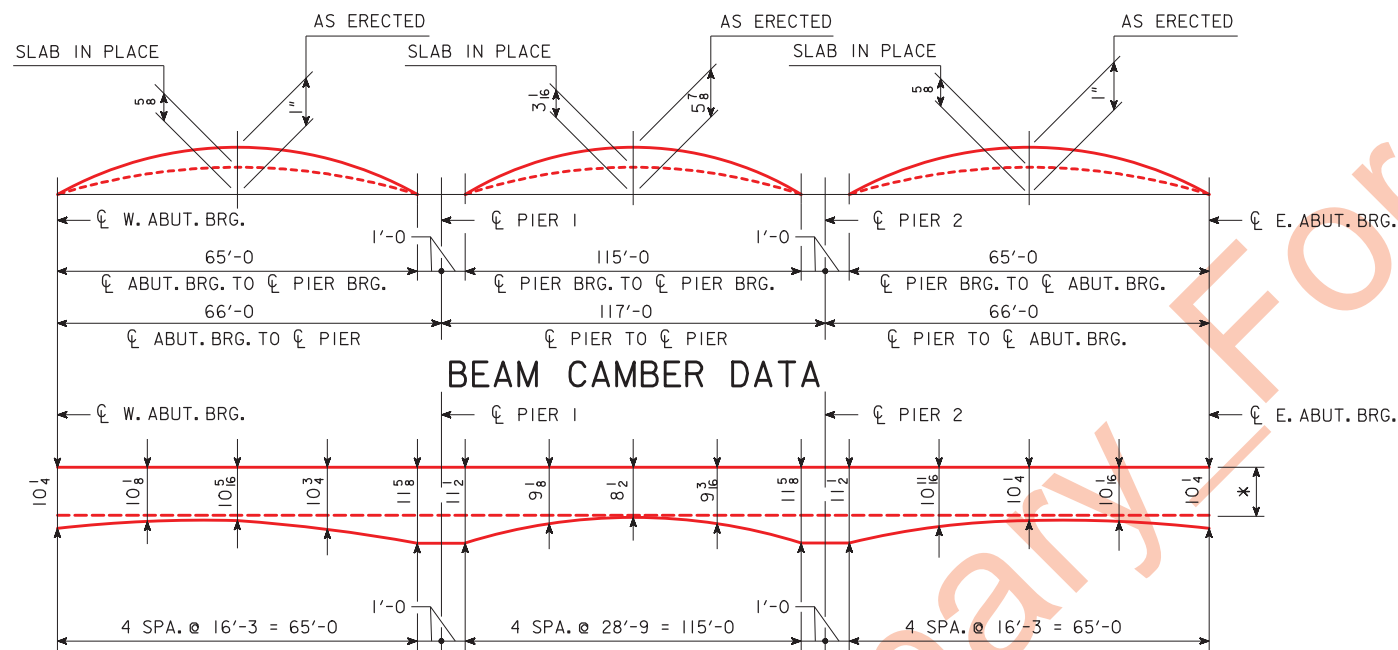 AS ERECTED
AS ERECTED
AS ERECTED
SLAB IN PLACE
SLAB IN PLACE
SLAB IN PLACE
5/8
1"
3 1/16
5 7/8
5/8
1"
℄ W. ABUT. BRG.
℄ PIER 1
℄ PIER 2
℄ E. ABUT. BRG.
1'-0
1'-0
65'-0
115'-0
65'-0
℄ ABUT. BRG. TO ℄ PIER BRG.
℄ PIER BRG. TO ℄ PIER BRG.
℄ PIER BRG. TO ℄ ABUT. BRG.
66'-0
117'-0
66'-0
℄ ABUT. BRG. TO ℄ PIER
℄ PIER TO ℄ PIER
℄ PIER TO ℄ ABUT. BRG.
BEAM CAMBER DATA
℄ W. ABUT. BRG.
℄ PIER 1
℄ PIER 2
℄ E. ABUT. BRG.
10 1/4
10 1/8
10 5/16
10 3/4
11 5/8
11 1/2
9 1/8
8 1/2
9 3/16
11 5/8
11 1/2
10 11/16
10 1/4
10 1/16
10 1/4
*
1'-0
1'-0
4 SPA. @ 16'-3 = 65'-0
4 SPA. @ 28'-9 = 115'-0
4 SPA. @ 16'-3 = 65'-0
nary_For